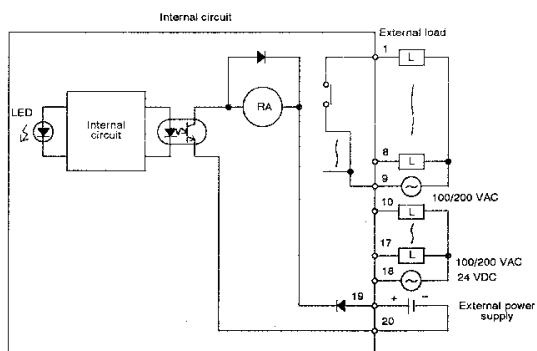 Internal circuit
External load
1
L
LED
Internal
circuit
RA
8
L
9
100/200 VAC
10
L
17
L
100/200 VAC
18
24 VDC
19
+ −
External power
supply
20